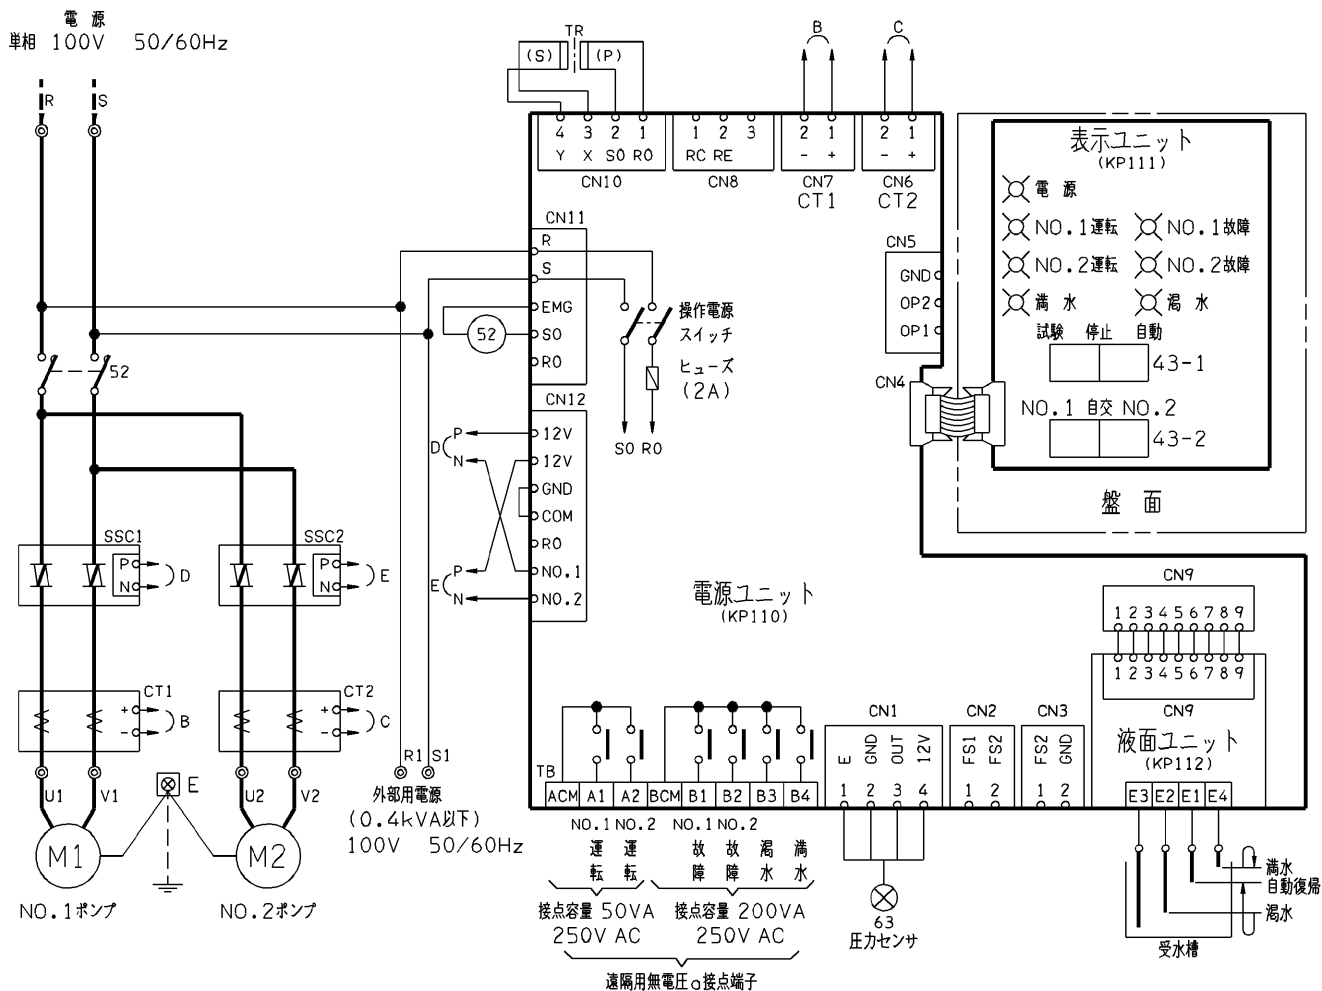 電 源
単相 100V 50/60Hz
R S
52
SSC1
P
N
D
SSC2
P
N
E
CT1
+
-
B
CT2
+
-
C
U1 V1 E U2 V2
M1 M2
NO.1ポンプ NO.2ポンプ
R1 S1
外部用電源
(0.4kVA以下)
100V 50/60Hz
TR
(S) (P)
B C
4 3 2 1
Y X S0 R0
CN10
1 2 3
RC RE
CN8
2 1
- +
CN7
CT1
2 1
- +
CN6
CT2
CN11
R
S
EMG
52
S0
R0
操作電源
スイッチ
ヒューズ
(2A)
S0 R0
CN12
D
P
N
12V
12V
GND
COM
R0
E
P
N
NO.1
NO.2
CN5
GND
OP2
OP1
CN4
表示ユニット
(KP111)
電 源
NO.1運転 NO.1故障
NO.2運転 NO.2故障
満 水 渇 水
試験 停止 自動
43-1
NO.1 自交 NO.2
43-2
盤 面
電源ユニット
(KP110)
CN9
1 2 3 4 5 6 7 8 9
1 2 3 4 5 6 7 8 9
CN9
液面ユニット
(KP112)
E3 E2 E1 E4
満水
自動復帰
渇水
受水槽
TB
ACM A1 A2 BCM B1 B2 B3 B4
NO.1 NO.2 NO.1 NO.2
運転 運転 故障 故障 渇水 満水
接点容量 50VA 接点容量 200VA
250V AC 250V AC
遠隔用無電圧a接点端子
CN1
E GND OUT 12V
1 2 3 4
63
圧力センサ
CN2
FS1 FS2
1 2
CN3
FS2 GND
1 2